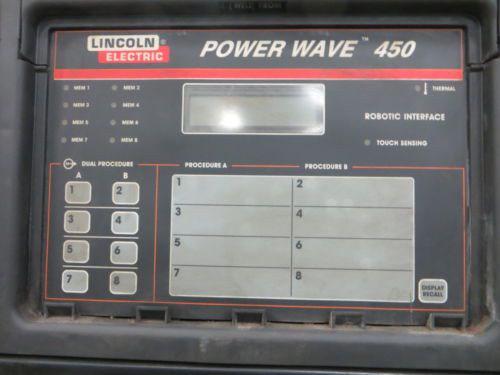 LINCOLN
ELECTRIC
POWER WAVE ™ 450
MEM 1 MEM 2
MEM 3 MEM 4
MEM 5 MEM 6
MEM 7 MEM 8
THERMAL
ROBOTIC INTERFACE
TOUCH SENSING
DUAL PROCEDURE
A B
1 2
3 4
5 6
7 8
PROCEDURE A PROCEDURE B
1 2
3 4
5 6
7 8
DISPLAY
RECALL